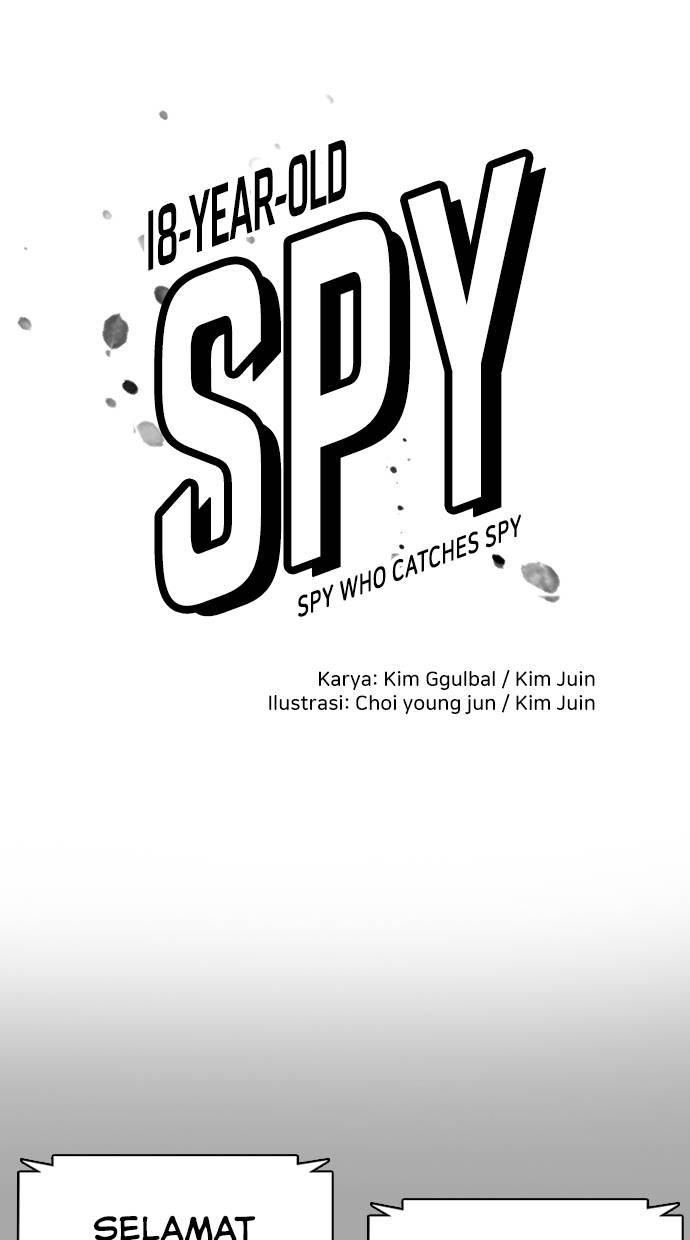 18-YEAR-OLD
SPY
SPY WHO CATCHES SPY
Karya: Kim Ggulbal / Kim Juin
Ilustrasi: Choi young jun / Kim Juin
SELAMAT